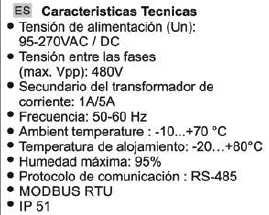 ES Caracteristicas Tecnicas
• Tensión de alimentación (Un):
95-270VAC / DC
• Tensión entre las fases
(max. Vpp): 480V
• Secundario del transformador de
corriente: 1A/5A
• Frecuencia: 50-60 Hz
• Ambient temperature : -10...+70 °C
• Temperatura de alojamiento: -20...+80°C
• Humedad máxima: 95%
• Protocolo de comunicación : RS-485
• MODBUS RTU
• IP 51